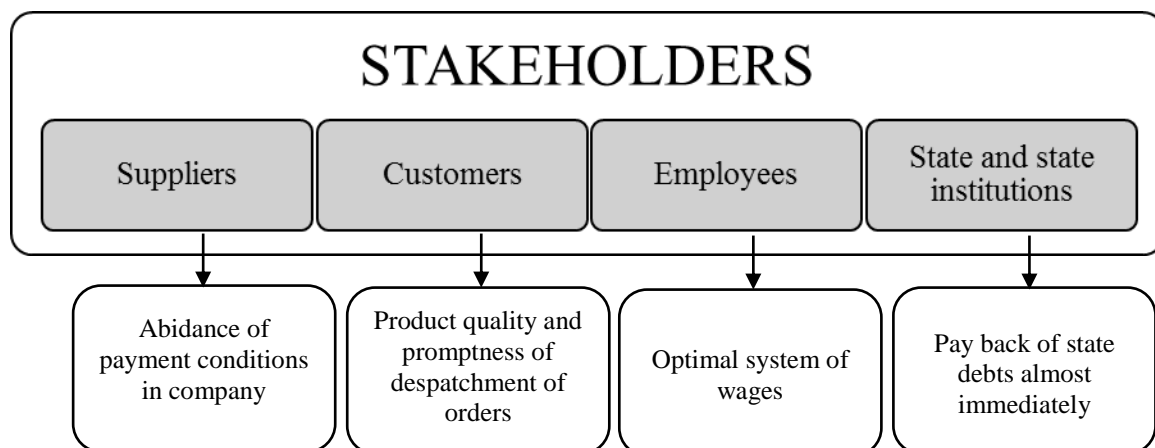 STAKEHOLDERS
Suppliers
Customers
Employees
State and state
institutions
Abidance of
payment conditions
in company
Product quality and
promptness of
despatchment of
orders
Optimal system of
wages
Pay back of state
debts almost
immediately